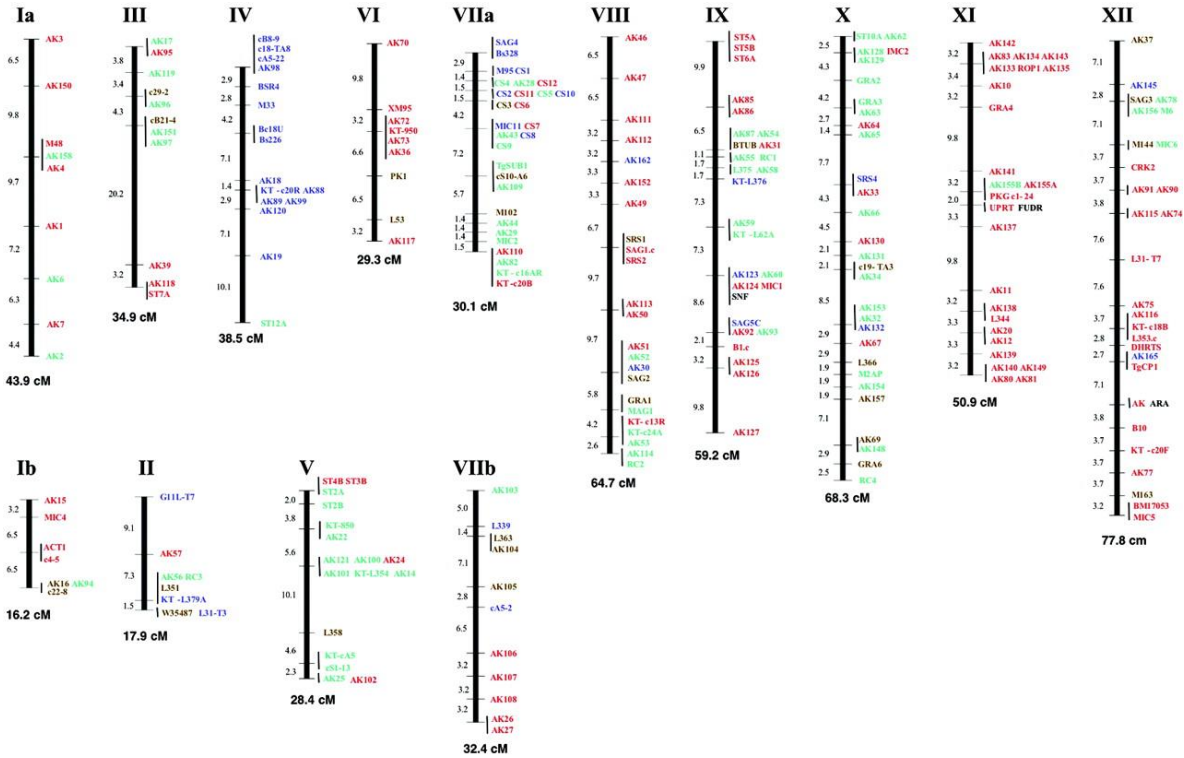 Ia
AK3
6.5
AK150
9.8
M48
AK158
AK4
AK1
7.2
AK6
6.3
AK7
4.4
AK2
43.9 cM
III
AK17
AK95
3.8
AK119
3.4
c29-2
AK96
4.3
cB21-4
AK151
AK97
20.2
AK39
3.2
AK118
ST7A
34.9 cM
IV
cB8-9
c18-TA8
cA5-22
AK98
2.9
BSR4
2.8
M33
4.2
Bc18U
Bs226
7.1
AK18
1.4
KT -c20R AK88
2.9
AK89 AK99
AK120
7.1
AK19
10.1
ST12A
38.5 cM
VI
AK70
9.8
XM95
3.2
AK72
KT-950
AK73
6.6
AK36
PK1
6.5
L53
3.2
AK117
29.3 cM
VIIa
SAG4
Bs328
2.9
M95 CS1
1.4
CS4 AK28 CS12
1.5
CS2 CS11 CS5 CS10
1.5
CS3 CS6
4.2
MIC11 CS7
AK43 CS8
CS9
7.2
TgSUB1
cS10-A6
AK109
5.7
M102
1.4
AK44
1.4
AK29
1.4
MIC2
1.5
AK110
AK82
KT - c16AR
KT -c20B
30.1 cM
VIII
AK46
6.5
AK47
6.5
AK111
3.2
AK112
3.2
AK162
3.3
AK152
3.3
AK49
6.7
SRS1
SAG1.c
SRS2
9.7
AK113
AK50
9.7
AK51
AK52
AK30
SAG2
5.8
GRA1
MAG1
4.2
KT- c13R
KT-c24A
AK53
2.6
AK114
RC2
64.7 cM
IX
ST5A
ST5B
ST6A
9.9
AK85
AK86
6.5
AK87 AK54
BTUB AK31
1.1
AK55 RC1
1.7
L375 AK58
1.7
KT-L376
AK59
KT -L62A
7.3
AK123 AK60
AK124 MIC1
8.6
SNF
SAG5C
AK92 AK93
2.1
B1.c
3.2
AK125
AK126
9.8
AK127
59.2 cM
X
ST10A AK62
2.5
AK128 IMC2
AK129
4.3
GRA2
4.2
GRA3
AK63
2.7
AK64
1.4
AK65
7.7
SRS4
AK33
4.3
AK66
4.5
AK130
2.1
AK131
2.1
c19- TA3
AK34
8.5
AK153
AK32
AK132
2.9
AK67
2.9
L366
1.9
M2AP
1.9
AK154
1.9
AK157
7.1
AK69
AK148
2.9
GRA6
2.5
RC4
68.3 cM
XI
AK142
3.2
AK83 AK134 AK143
3.4
AK133 ROP1 AK135
AK10
3.2
GRA4
9.8
AK141
3.2
AK155B AK155A
2.0
PKG c1- 24
UPRT FUDR
3.3
AK137
9.8
AK11
3.2
AK138
3.3
L344
AK20
3.3
AK12
AK139
3.2
AK140 AK149
AK80 AK81
50.9 cM
XII
AK37
7.1
AK145
2.8
SAG3 AK78
AK156 M6
7.1
M144 MIC6
3.7
CRK2
3.7
AK91 AK90
3.8
AK115 AK74
7.6
L31- T7
7.6
AK75
3.7
AK116
KT- c18B
2.8
L353.c
DHRTS
2.7
AK165
TgCP1
7.1
AK ARA
3.8
B10
3.7
KT -c20F
3.7
AK77
3.7
M163
3.2
BM17053
MIC5
77.8 cm
Ib
AK15
3.2
MIC4
6.5
ACT1
c4-5
6.5
AK16 AK94
c22-8
16.2 cM
II
G11L-T7
9.1
AK57
7.3
AK56 RC3
L351
KT -L379A
1.5
W35487 L31-T3
17.9 cM
V
ST4B ST3B
ST2A
2.0
ST2B
3.8
KT-850
AK22
5.6
AK121 AK100 AK24
AK101 KT-L354 AK14
10.1
L358
4.6
KT-cA5
cS1-13
2.3
AK25 AK102
28.4 cM
VIIb
AK103
5.0
L339
1.4
L363
AK104
7.1
AK105
2.8
cA5-2
6.5
AK106
3.2
AK107
3.2
AK108
3.2
AK26
AK27
32.4 cM